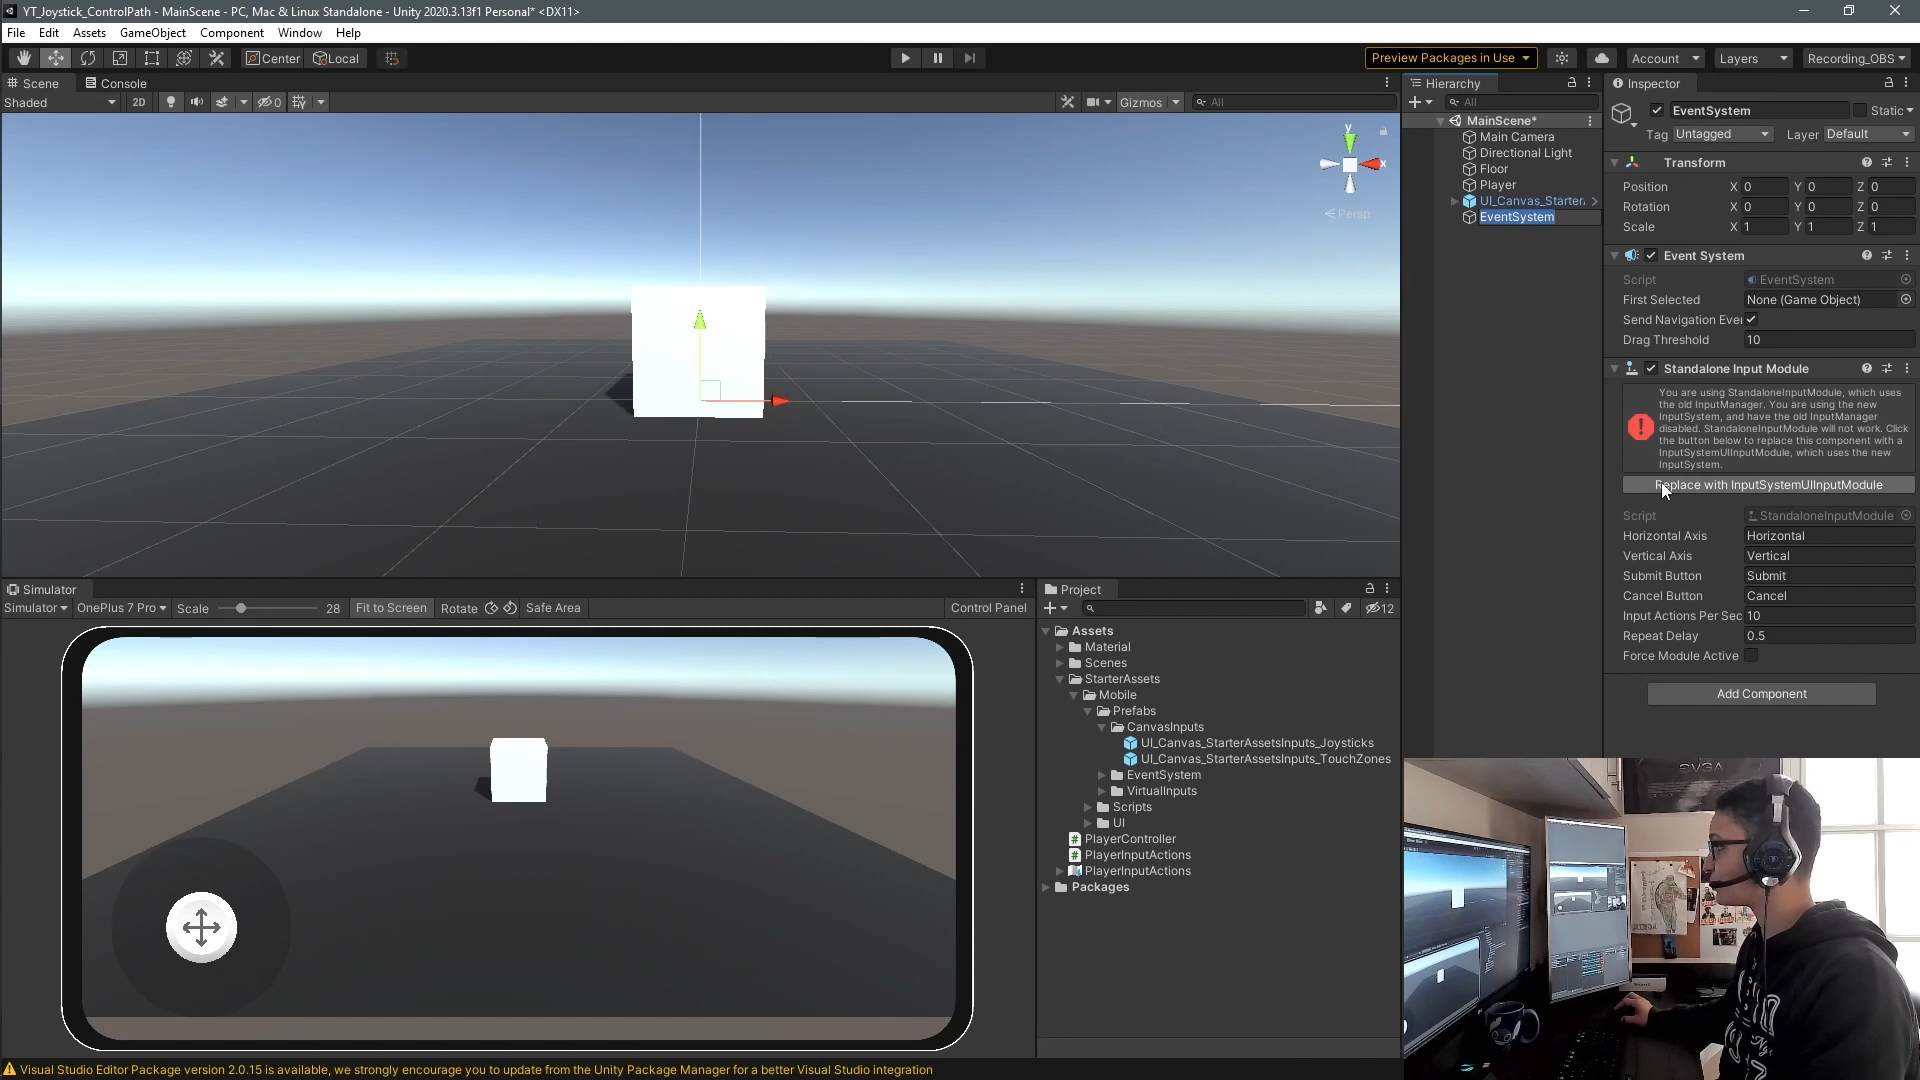 YT_Joystick_ControlPath - MainScene - PC, Mac & Linux Standalone - Unity 2020.3.13f1 Personal* <DX11>
File Edit Assets GameObject Component Window Help
Center Local
Preview Packages in Use Account Layers Recording_OBS
Scene Console
Shaded 2D 0 Gizmos All
y
x
Persp
Hierarchy
All
MainScene*
Main Camera
Directional Light
Floor
Player
UI_Canvas_Starter
EventSystem
Inspector
EventSystem Static
Tag Untagged Layer Default
Transform
Position X 0 Y 0 Z 0
Rotation X 0 Y 0 Z 0
Scale X 1 Y 1 Z 1
Event System
Script EventSystem
First Selected None (Game Object)
Send Navigation Eve
Drag Threshold 10
Standalone Input Module
You are using StandaloneInputModule, which uses
the old InputManager. You are using the new
InputSystem, and have the old InputManager
disabled. StandaloneInputModule will not work. Click
the button below to replace this component with a
InputSystemUIInputModule, which uses the new
InputSystem.
Replace with InputSystemUIInputModule
Script StandaloneInputModule
Horizontal Axis Horizontal
Vertical Axis Vertical
Submit Button Submit
Cancel Button Cancel
Input Actions Per Sec 10
Repeat Delay 0.5
Force Module Active
Add Component
Simulator
Simulator OnePlus 7 Pro Scale 28 Fit to Screen Rotate Safe Area Control Panel
Project
12
Assets
Material
Scenes
StarterAssets
Mobile
Prefabs
CanvasInputs
UI_Canvas_StarterAssetsInputs_Joysticks
UI_Canvas_StarterAssetsInputs_TouchZones
EventSystem
VirtualInputs
Scripts
UI
PlayerController
PlayerInputActions
PlayerInputActions
Packages
EVGA
Visual Studio Editor Package version 2.0.15 is available, we strongly encourage you to update from the Unity Package Manager for a better Visual Studio integration